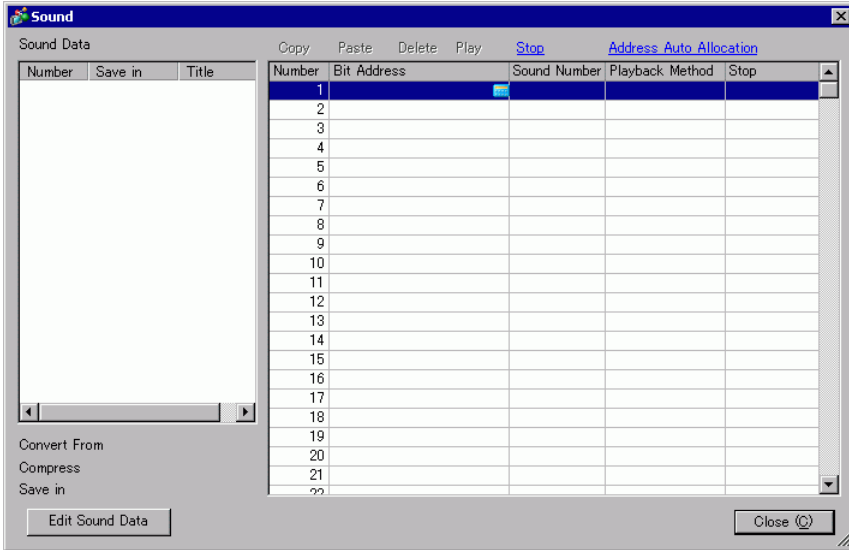 Sound
Sound Data
Copy Paste Delete Play Stop Address Auto Allocation
Number Save in Title
Number Bit Address Sound Number Playback Method Stop
1
2
3
4
5
6
7
8
9
10
11
12
13
14
15
16
17
18
19
20
21
22
Convert From
Compress
Save in
Edit Sound Data
Close (C)